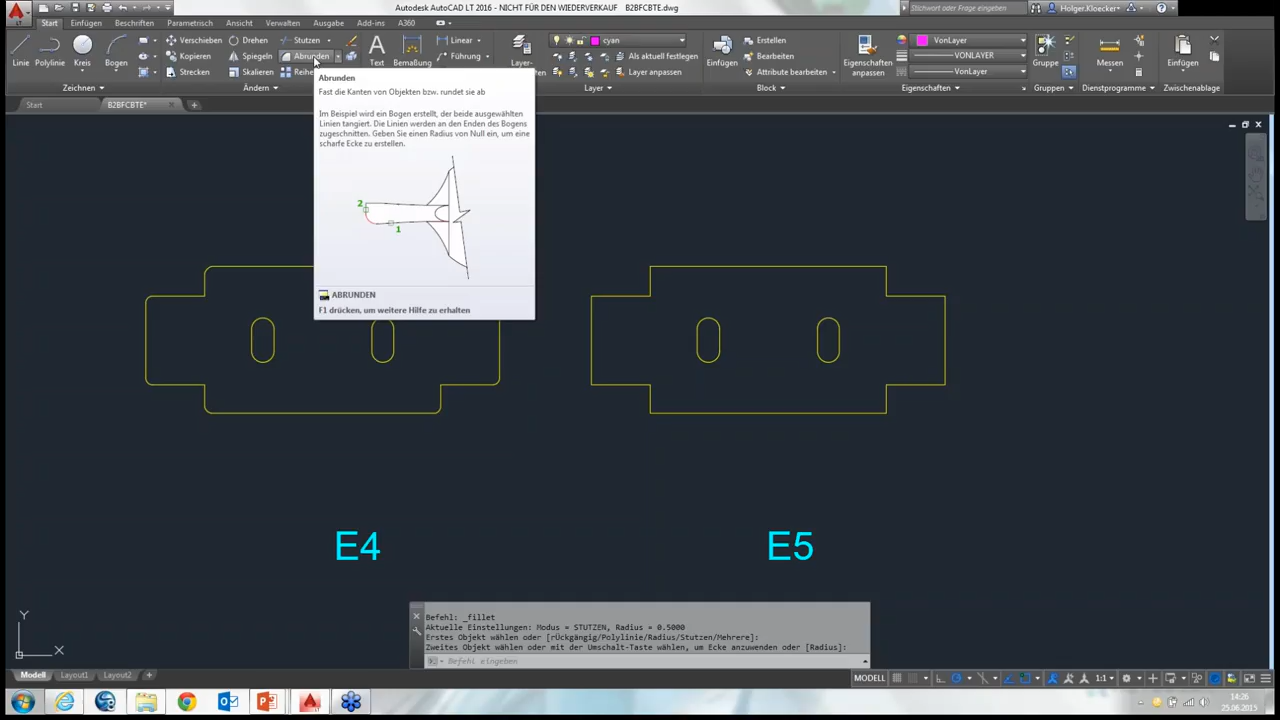 Autodesk AutoCAD LT 2016 - NICHT FÜR DEN WIEDERVERKAUF B2BFCBTE.dwg
Stichwort oder Frage eingeben
Holger.Kloecker
LT
Start Einfügen Beschriften Parametrisch Ansicht Verwalten Ausgabe Add-ins A360
Linie Polylinie Kreis Bogen
Verschieben Drehen Stutzen
Kopieren Spiegeln Abrunden
Strecken Skalieren Reihe
Text Bemaßung
Linear
Führung
Layer-
cyan
Als aktuell festlegen
Layer anpassen
Einfügen
Erstellen
Bearbeiten
Attribute bearbeiten
Eigenschaften
anpassen
VonLayer
VONLAYER
VonLayer
Gruppe
Messen
Einfügen
Zeichnen Ändern Layer Eigenschaften Gruppen Dienstprogramme Zwischenablage
Start B2BFCBTE*
Abrunden
Fast die Kanten von Objekten bzw. rundet sie ab
Im Beispiel wird ein Bogen erstellt, der beide ausgewählten
Linien tangiert. Die Linien werden an den Enden des Bogens
zugeschnitten. Geben Sie einen Radius von Null ein, um eine
scharfe Ecke zu erstellen.
2
1
ABRUNDEN
F1 drücken, um weitere Hilfe zu erhalten
E4 E5
Befehl: _fillet
Aktuelle Einstellungen: Modus = STUTZEN, Radius = 0.5000
Erstes Objekt wählen oder [rÜckgängig/Polylinie/Radius/Stutzen/Mehrere]:
Zweites Objekt wählen oder mit der Umschalt-Taste wählen, um Ecke anzuwenden oder [Radius]:
Befehl eingeben
Y
X
Modell Layout1 Layout2
MODELL
1:1
14:26
25.06.2015